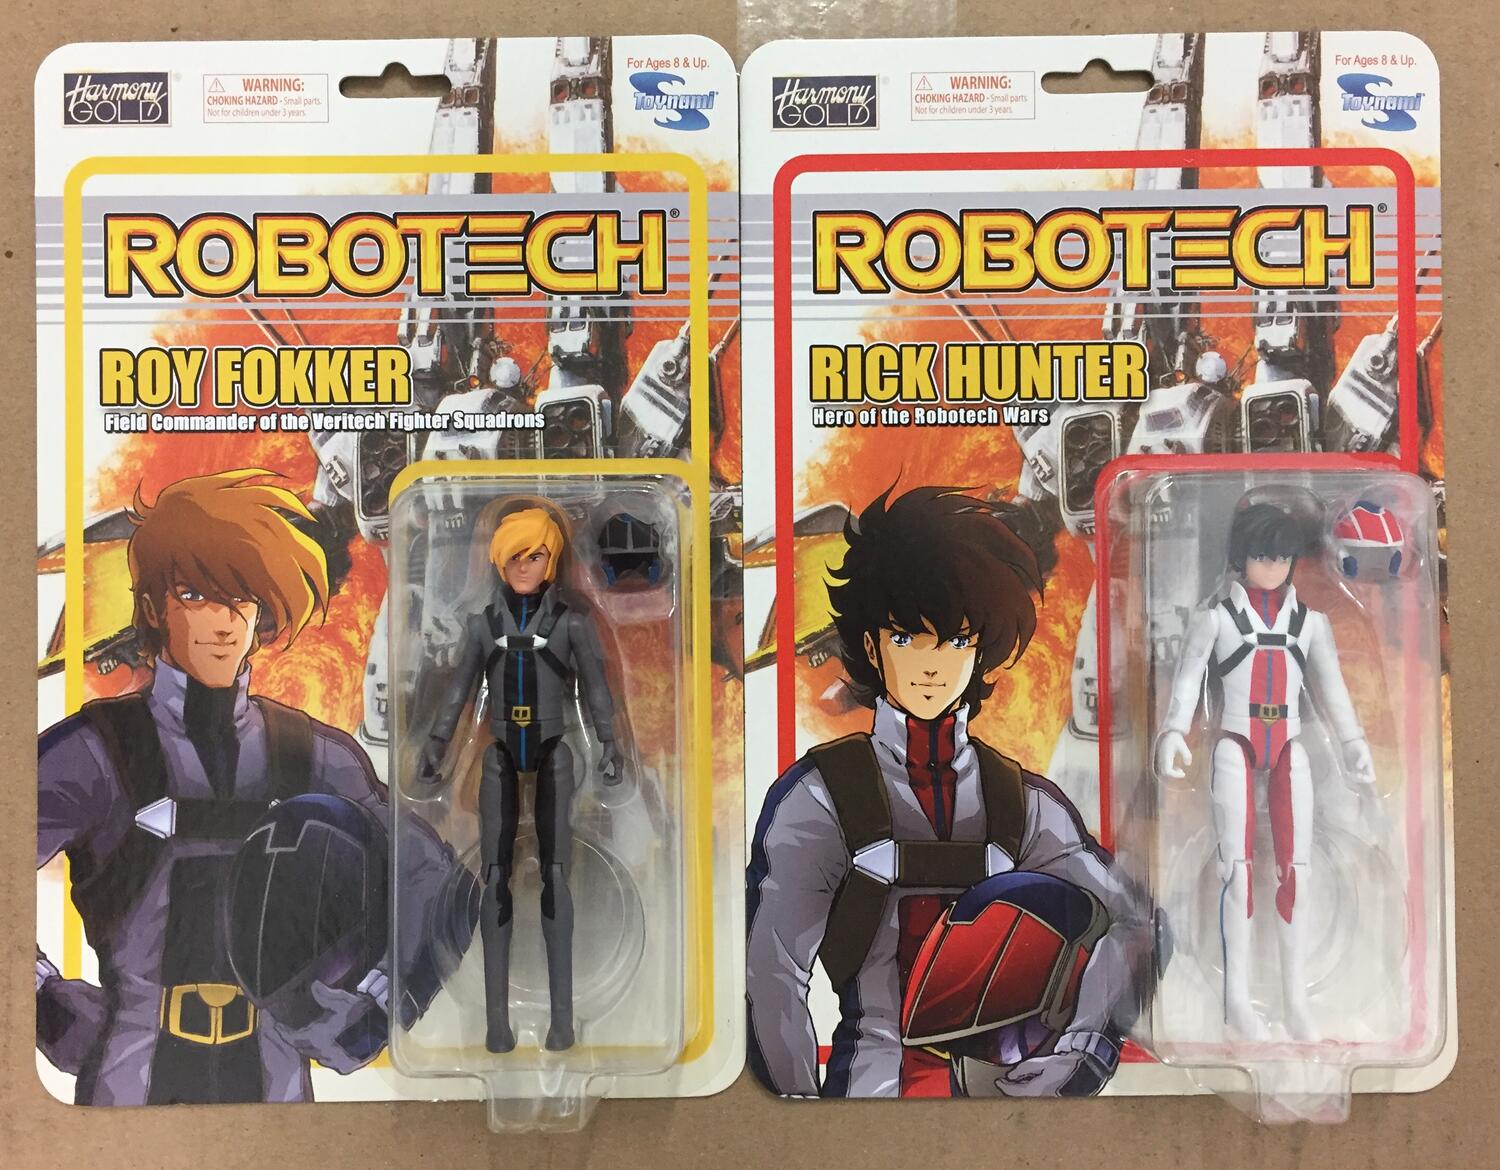 Harmony
GOLD
®
WARNING:
CHOKING HAZARD - Small parts.
Not for children under 3 years.
For Ages 8 & Up.
Toynami
ROBOTECH®
ROY FOKKER
Field Commander of the Veritech Fighter Squadrons
Harmony
GOLD
®
WARNING:
CHOKING HAZARD - Small parts.
Not for children under 3 years.
For Ages 8 & Up.
Toynami
ROBOTECH®
RICK HUNTER
Hero of the Robotech Wars